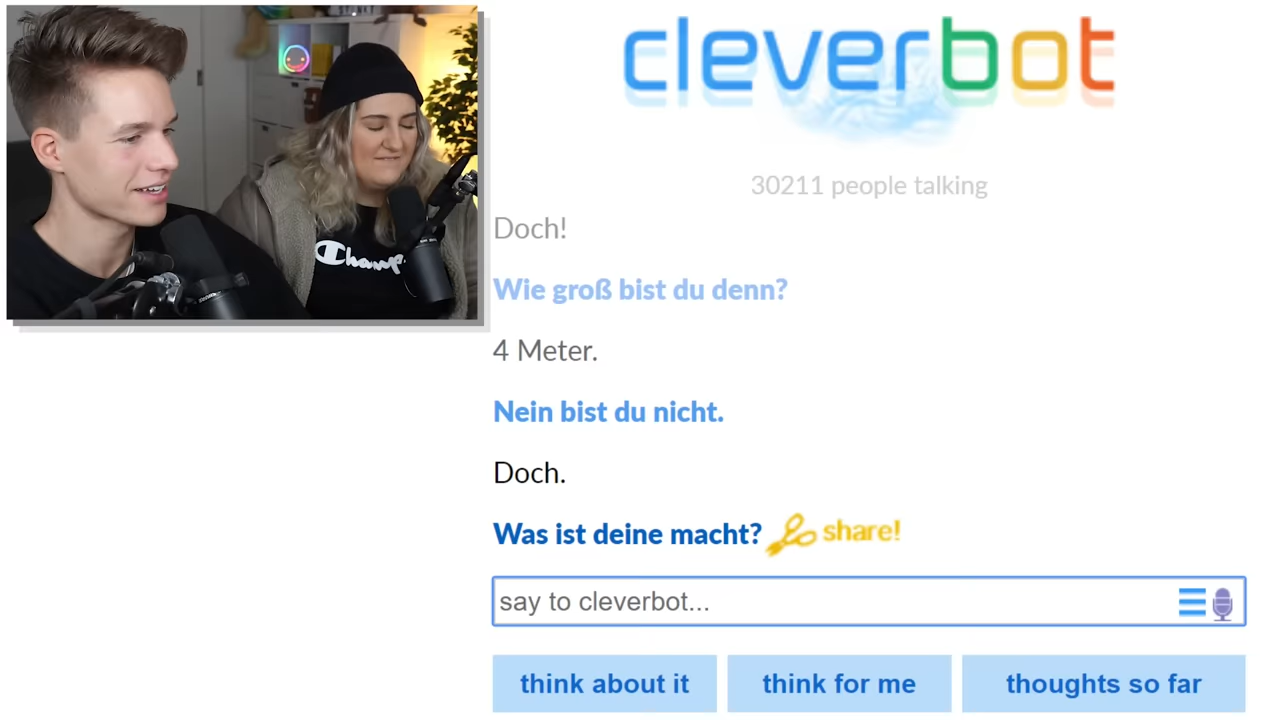 cleverbot
30211 people talking
Doch!
Wie groß bist du denn?
4 Meter.
Nein bist du nicht.
Doch.
Was ist deine macht? share!
say to cleverbot...
think about it
think for me
thoughts so far
Champ